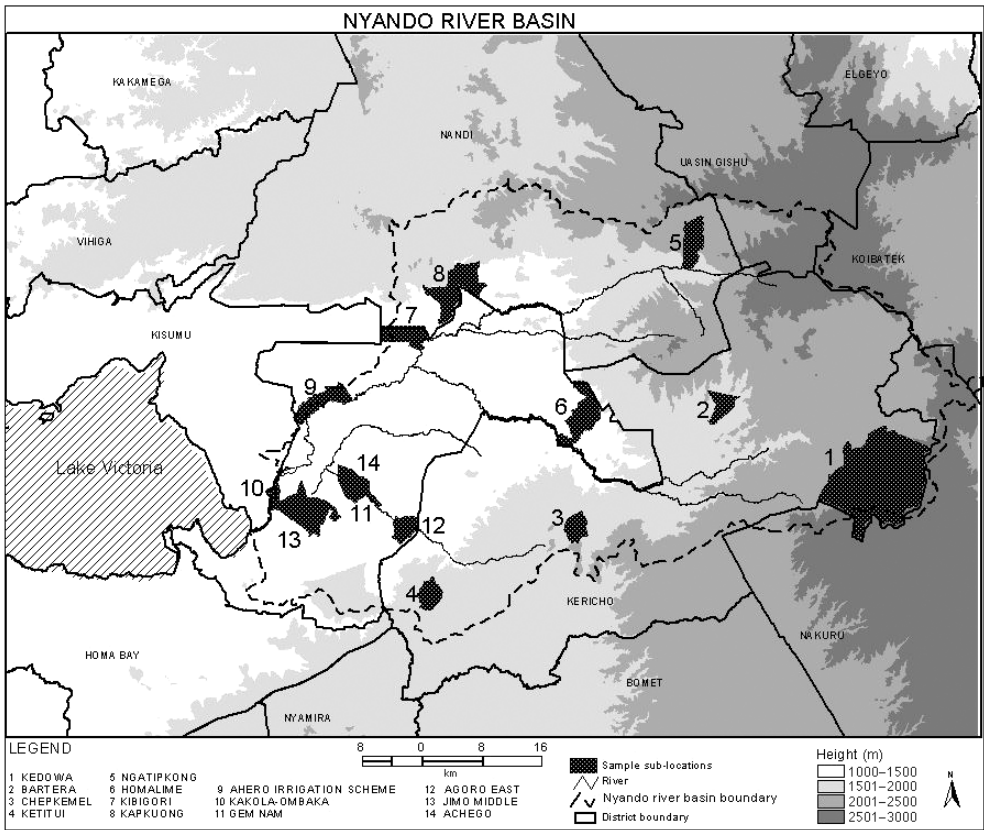 NYANDO RIVER BASIN
KAKAMEGA
ELGEYO
NANDI
UASIN GISHU
VIHIGA
5
KOIBATEK
8
7
KISUMU
9
6
2
Lake Victoria
1
14
10
11
12
3
13
4
KERICHO
NAKURU
HOMA BAY
BOMET
NYAMIRA
LEGEND
1 KEDOWA
2 BARTERA
3 CHEPKEMEL
4 KETITUI
5 NGATIPKONG
6 HOMALIME
7 KIBIGORI
8 KAPKUONG
9 AHERO IRRIGATION SCHEME
10 KAKOLA-OMBAKA
11 GEM NAM
12 AGORO EAST
13 JIMO MIDDLE
14 ACHEGO
8 0 8 16
km
Sample sub-locations
River
Nyando river basin boundary
District boundary
Height (m)
1000–1500
1501–2000
2001–2500
2501–3000
N